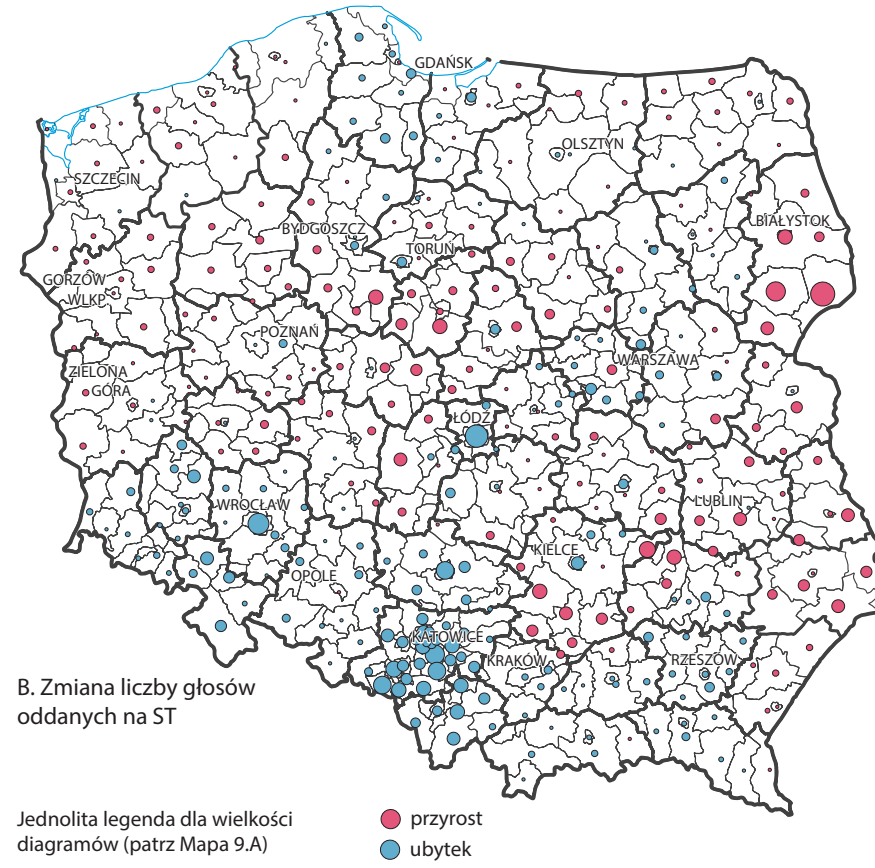 GDAŃSK
OLSZTYN
SZCZECIN
BIAŁYSTOK
BYDGOSZCZ
TORUŃ
GORZÓW
WLKP
POZNAŃ
WARSZAWA
ZIELONA
GÓRA
ŁÓDŹ
WROCŁAW
LUBLIN
KIELCE
OPOLE
KATOWICE
KRAKÓW
RZESZÓW
B. Zmiana liczby głosów
oddanych na ST
Jednolita legenda dla wielkości
diagramów (patrz Mapa 9.A)
przyrost
ubytek